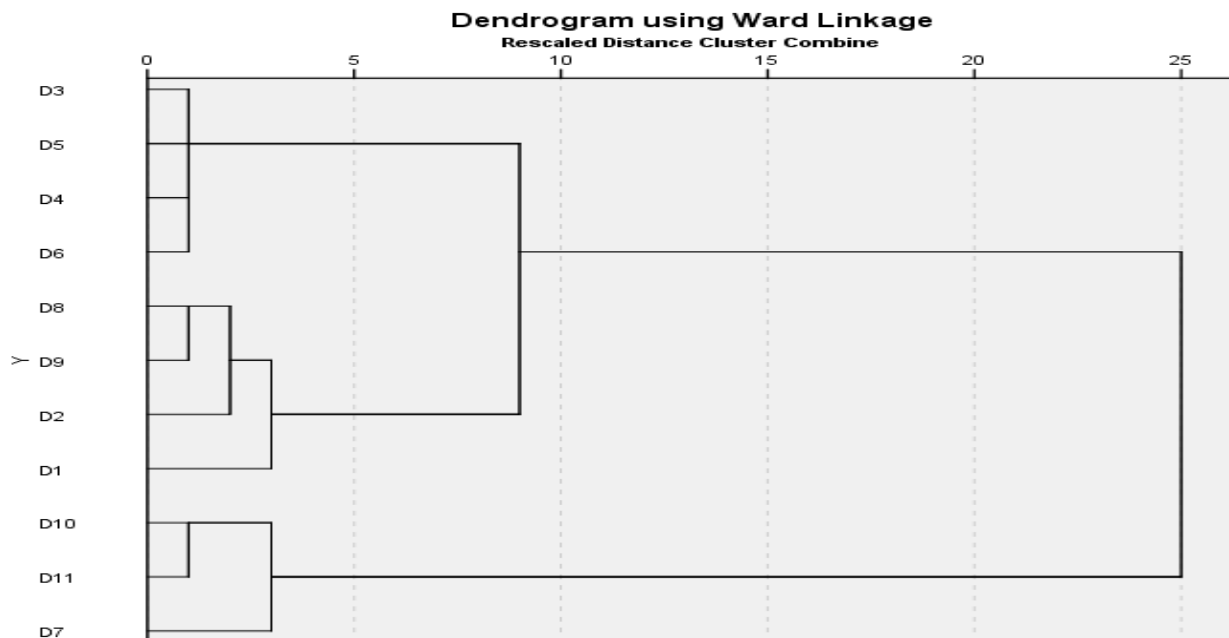 Dendrogram using Ward Linkage
Rescaled Distance Cluster Combine
0 5 10 15 20 25
D3
D5
D4
D6
D8
Y D9
D2
D1
D10
D11
D7